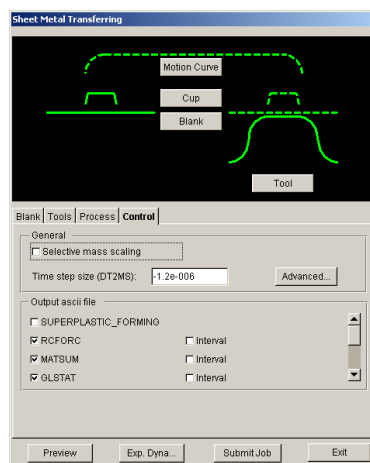 Sheet Metal Transferring
Motion Curve
Cup
Blank
Tool
Blank Tools Process Control
General
Selective mass scaling
Time step size (DT2MS): -1.2e-006 Advanced...
Output ascii file
SUPERPLASTIC_FORMING
RCFORC Interval
MATSUM Interval
GLSTAT Interval
Preview Exp. Dyna... Submit Job Exit